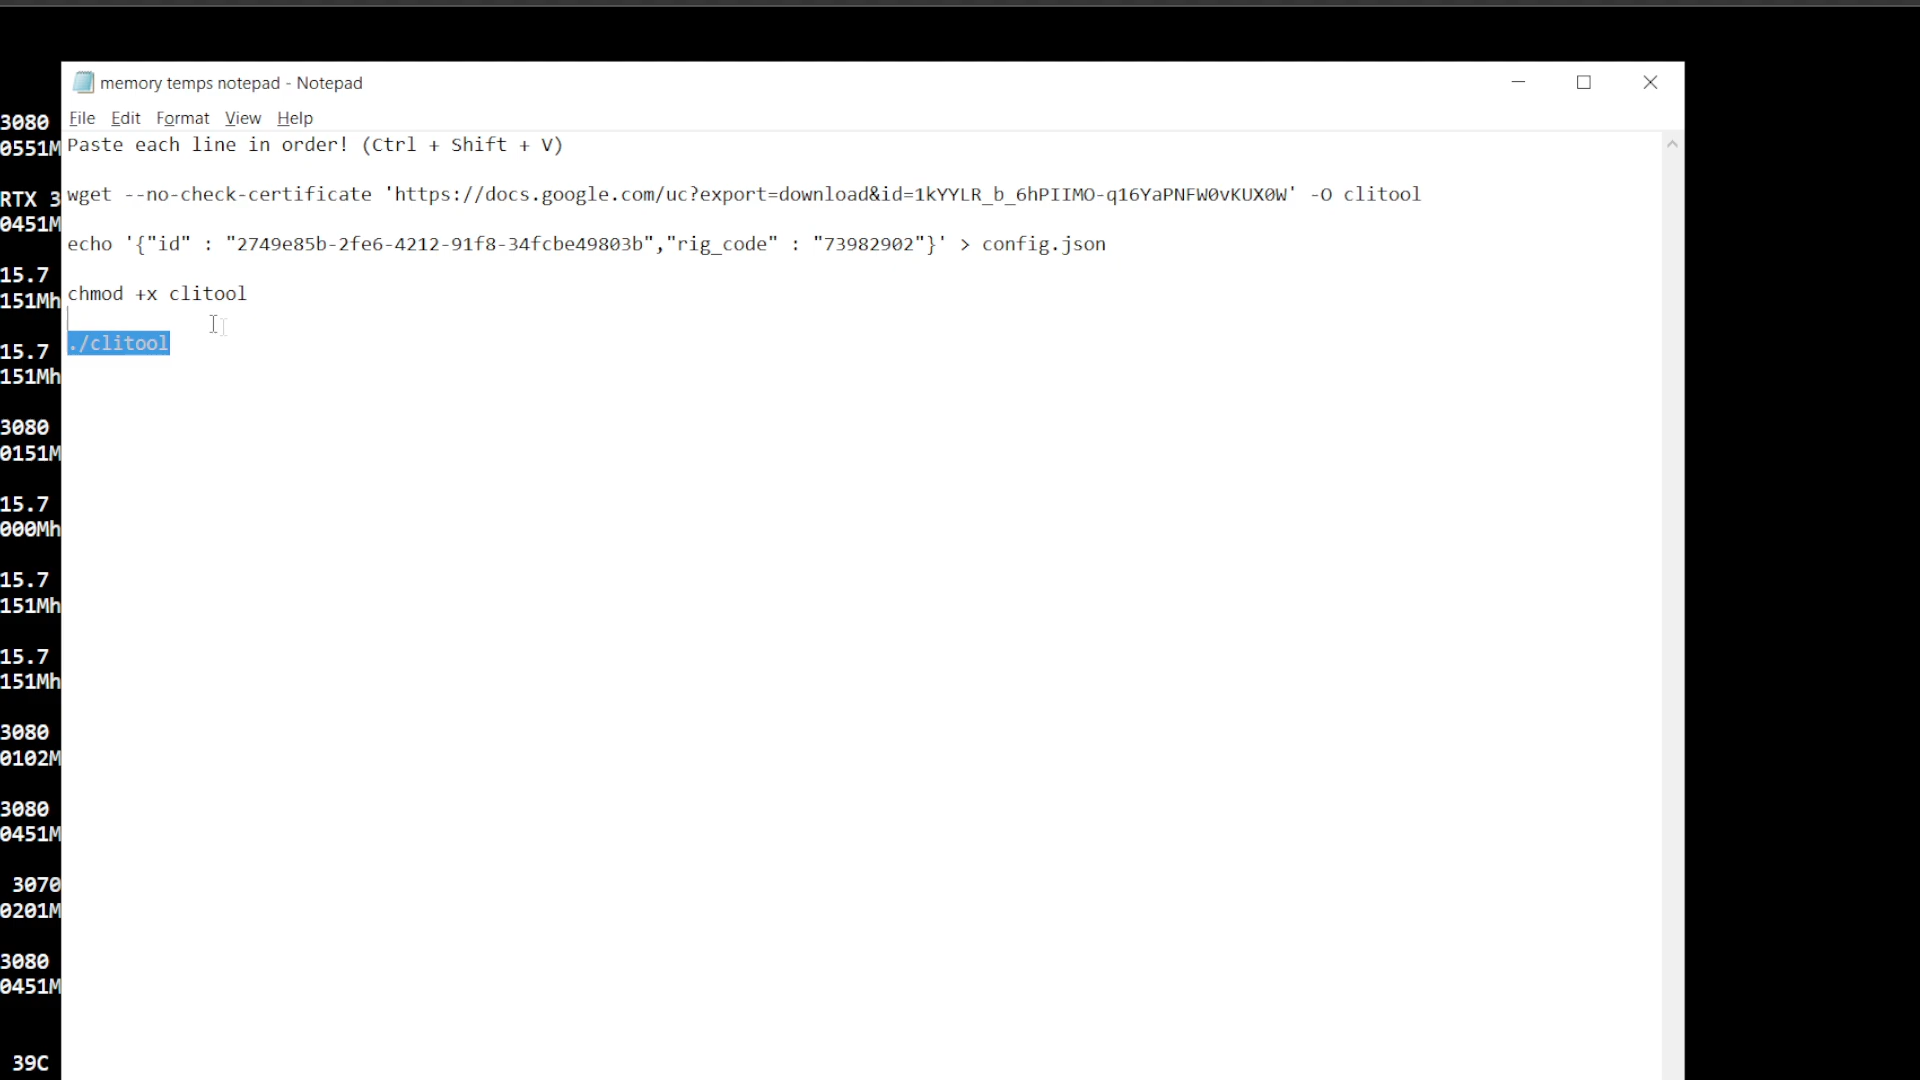 memory temps notepad - Notepad
File Edit Format View Help
Paste each line in order! (Ctrl + Shift + V)
wget --no-check-certificate 'https://docs.google.com/uc?export=download&id=1kYYLR_b_6hPIIMO-q16YaPNFW0vKUX0W' -O clitool
echo '{"id" : "2749e85b-2fe6-4212-91f8-34fcbe49803b","rig_code" : "73982902"}' > config.json
chmod +x clitool
./clitool
3080
0551M
RTX 3
0451M
15.7
151Mh
15.7
151Mh
3080
0151M
15.7
000Mh
15.7
151Mh
15.7
151Mh
3080
0102M
3080
0451M
3070
0201M
3080
0451M
39C